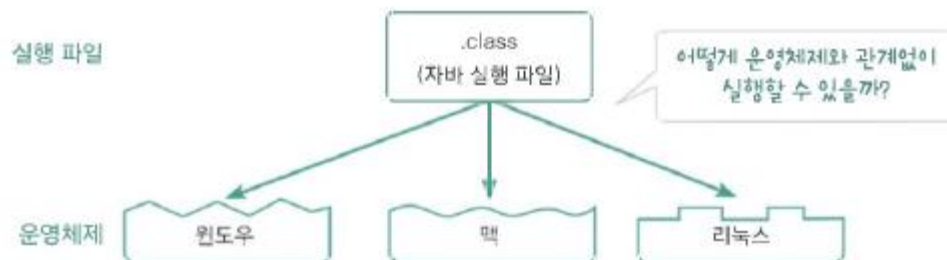 실행 파일
.class
(자바 실행 파일)
어떻게 운영체제와 관계없이
실행할 수 있을까?
운영체제
윈도우
맥
리눅스